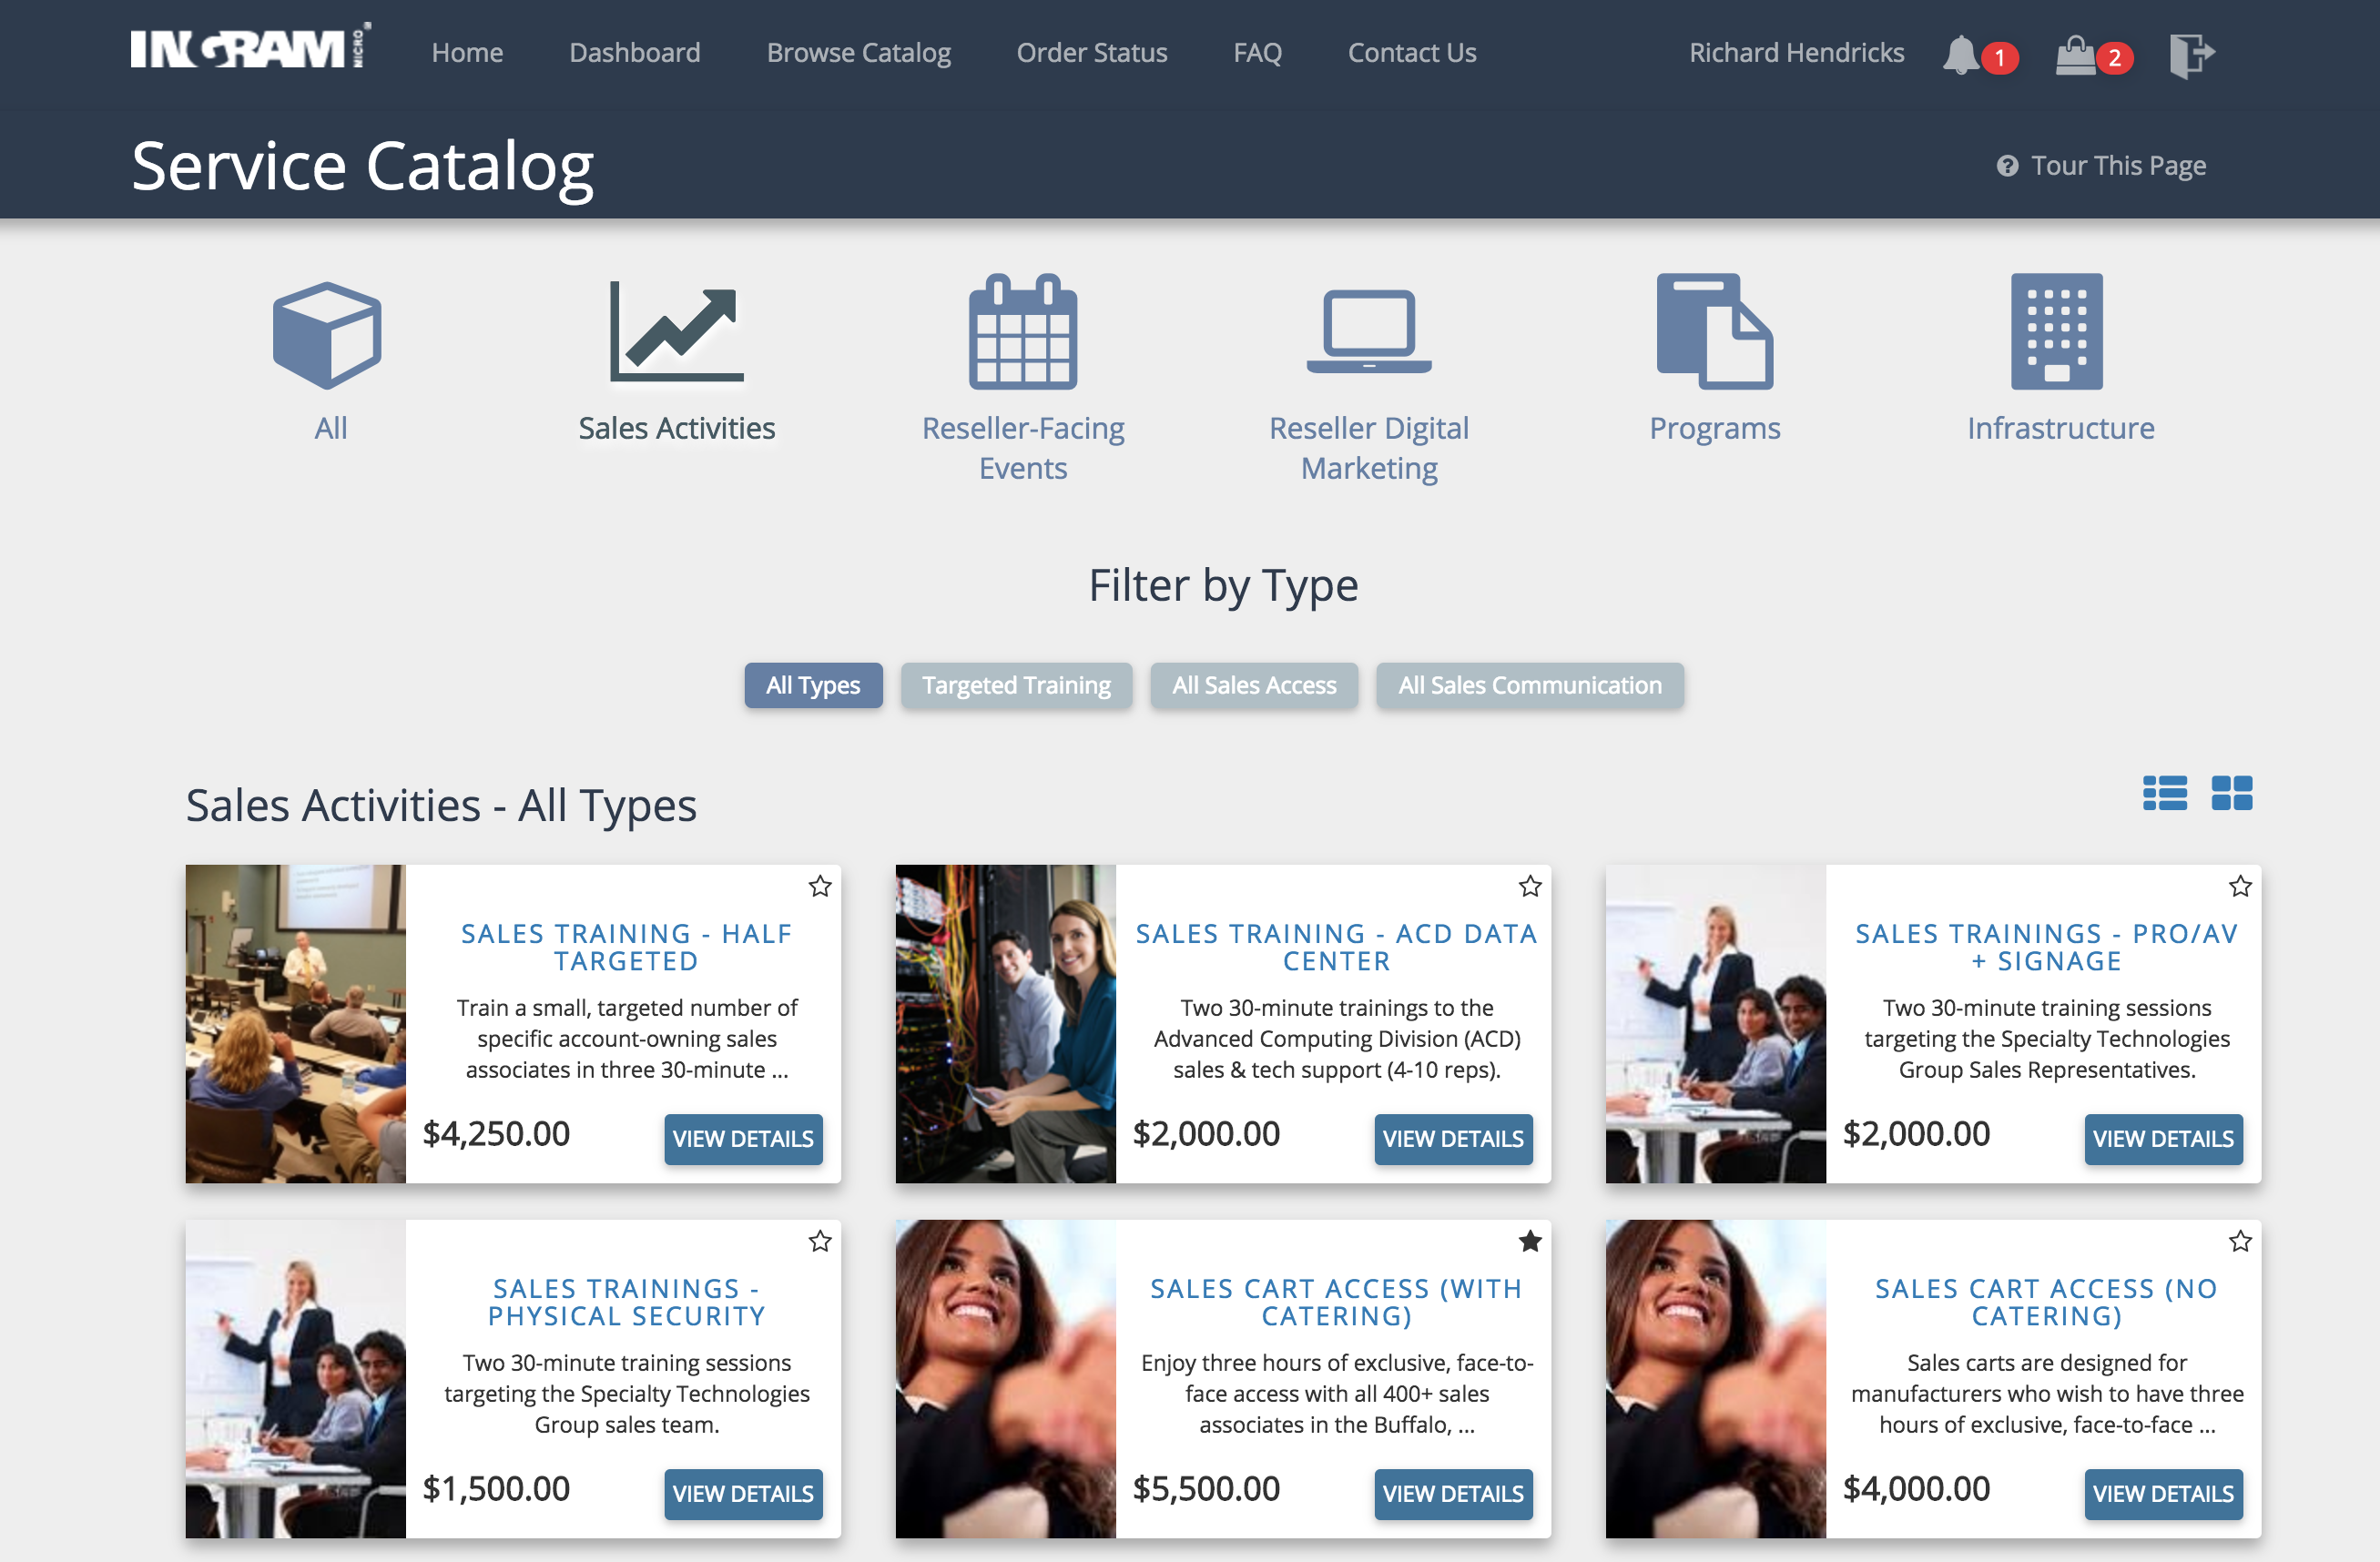 INGRAM MICRO
Home Dashboard Browse Catalog Order Status FAQ Contact Us Richard Hendricks 1 2
Service Catalog
Tour This Page
All
Sales Activities
Reseller-Facing
Events
Reseller Digital
Marketing
Programs
Infrastructure
Filter by Type
All Types Targeted Training All Sales Access All Sales Communication
Sales Activities - All Types
SALES TRAINING - HALF
TARGETED
Train a small, targeted number of
specific account-owning sales
associates in three 30-minute ...
$4,250.00 VIEW DETAILS
SALES TRAINING - ACD DATA
CENTER
Two 30-minute trainings to the
Advanced Computing Division (ACD)
sales & tech support (4-10 reps).
$2,000.00 VIEW DETAILS
SALES TRAININGS - PRO/AV
+ SIGNAGE
Two 30-minute training sessions
targeting the Specialty Technologies
Group Sales Representatives.
$2,000.00 VIEW DETAILS
SALES TRAININGS -
PHYSICAL SECURITY
Two 30-minute training sessions
targeting the Specialty Technologies
Group sales team.
$1,500.00 VIEW DETAILS
SALES CART ACCESS (WITH
CATERING)
Enjoy three hours of exclusive, face-to-
face access with all 400+ sales
associates in the Buffalo, ...
$5,500.00 VIEW DETAILS
SALES CART ACCESS (NO
CATERING)
Sales carts are designed for
manufacturers who wish to have three
hours of exclusive, face-to-face ...
$4,000.00 VIEW DETAILS